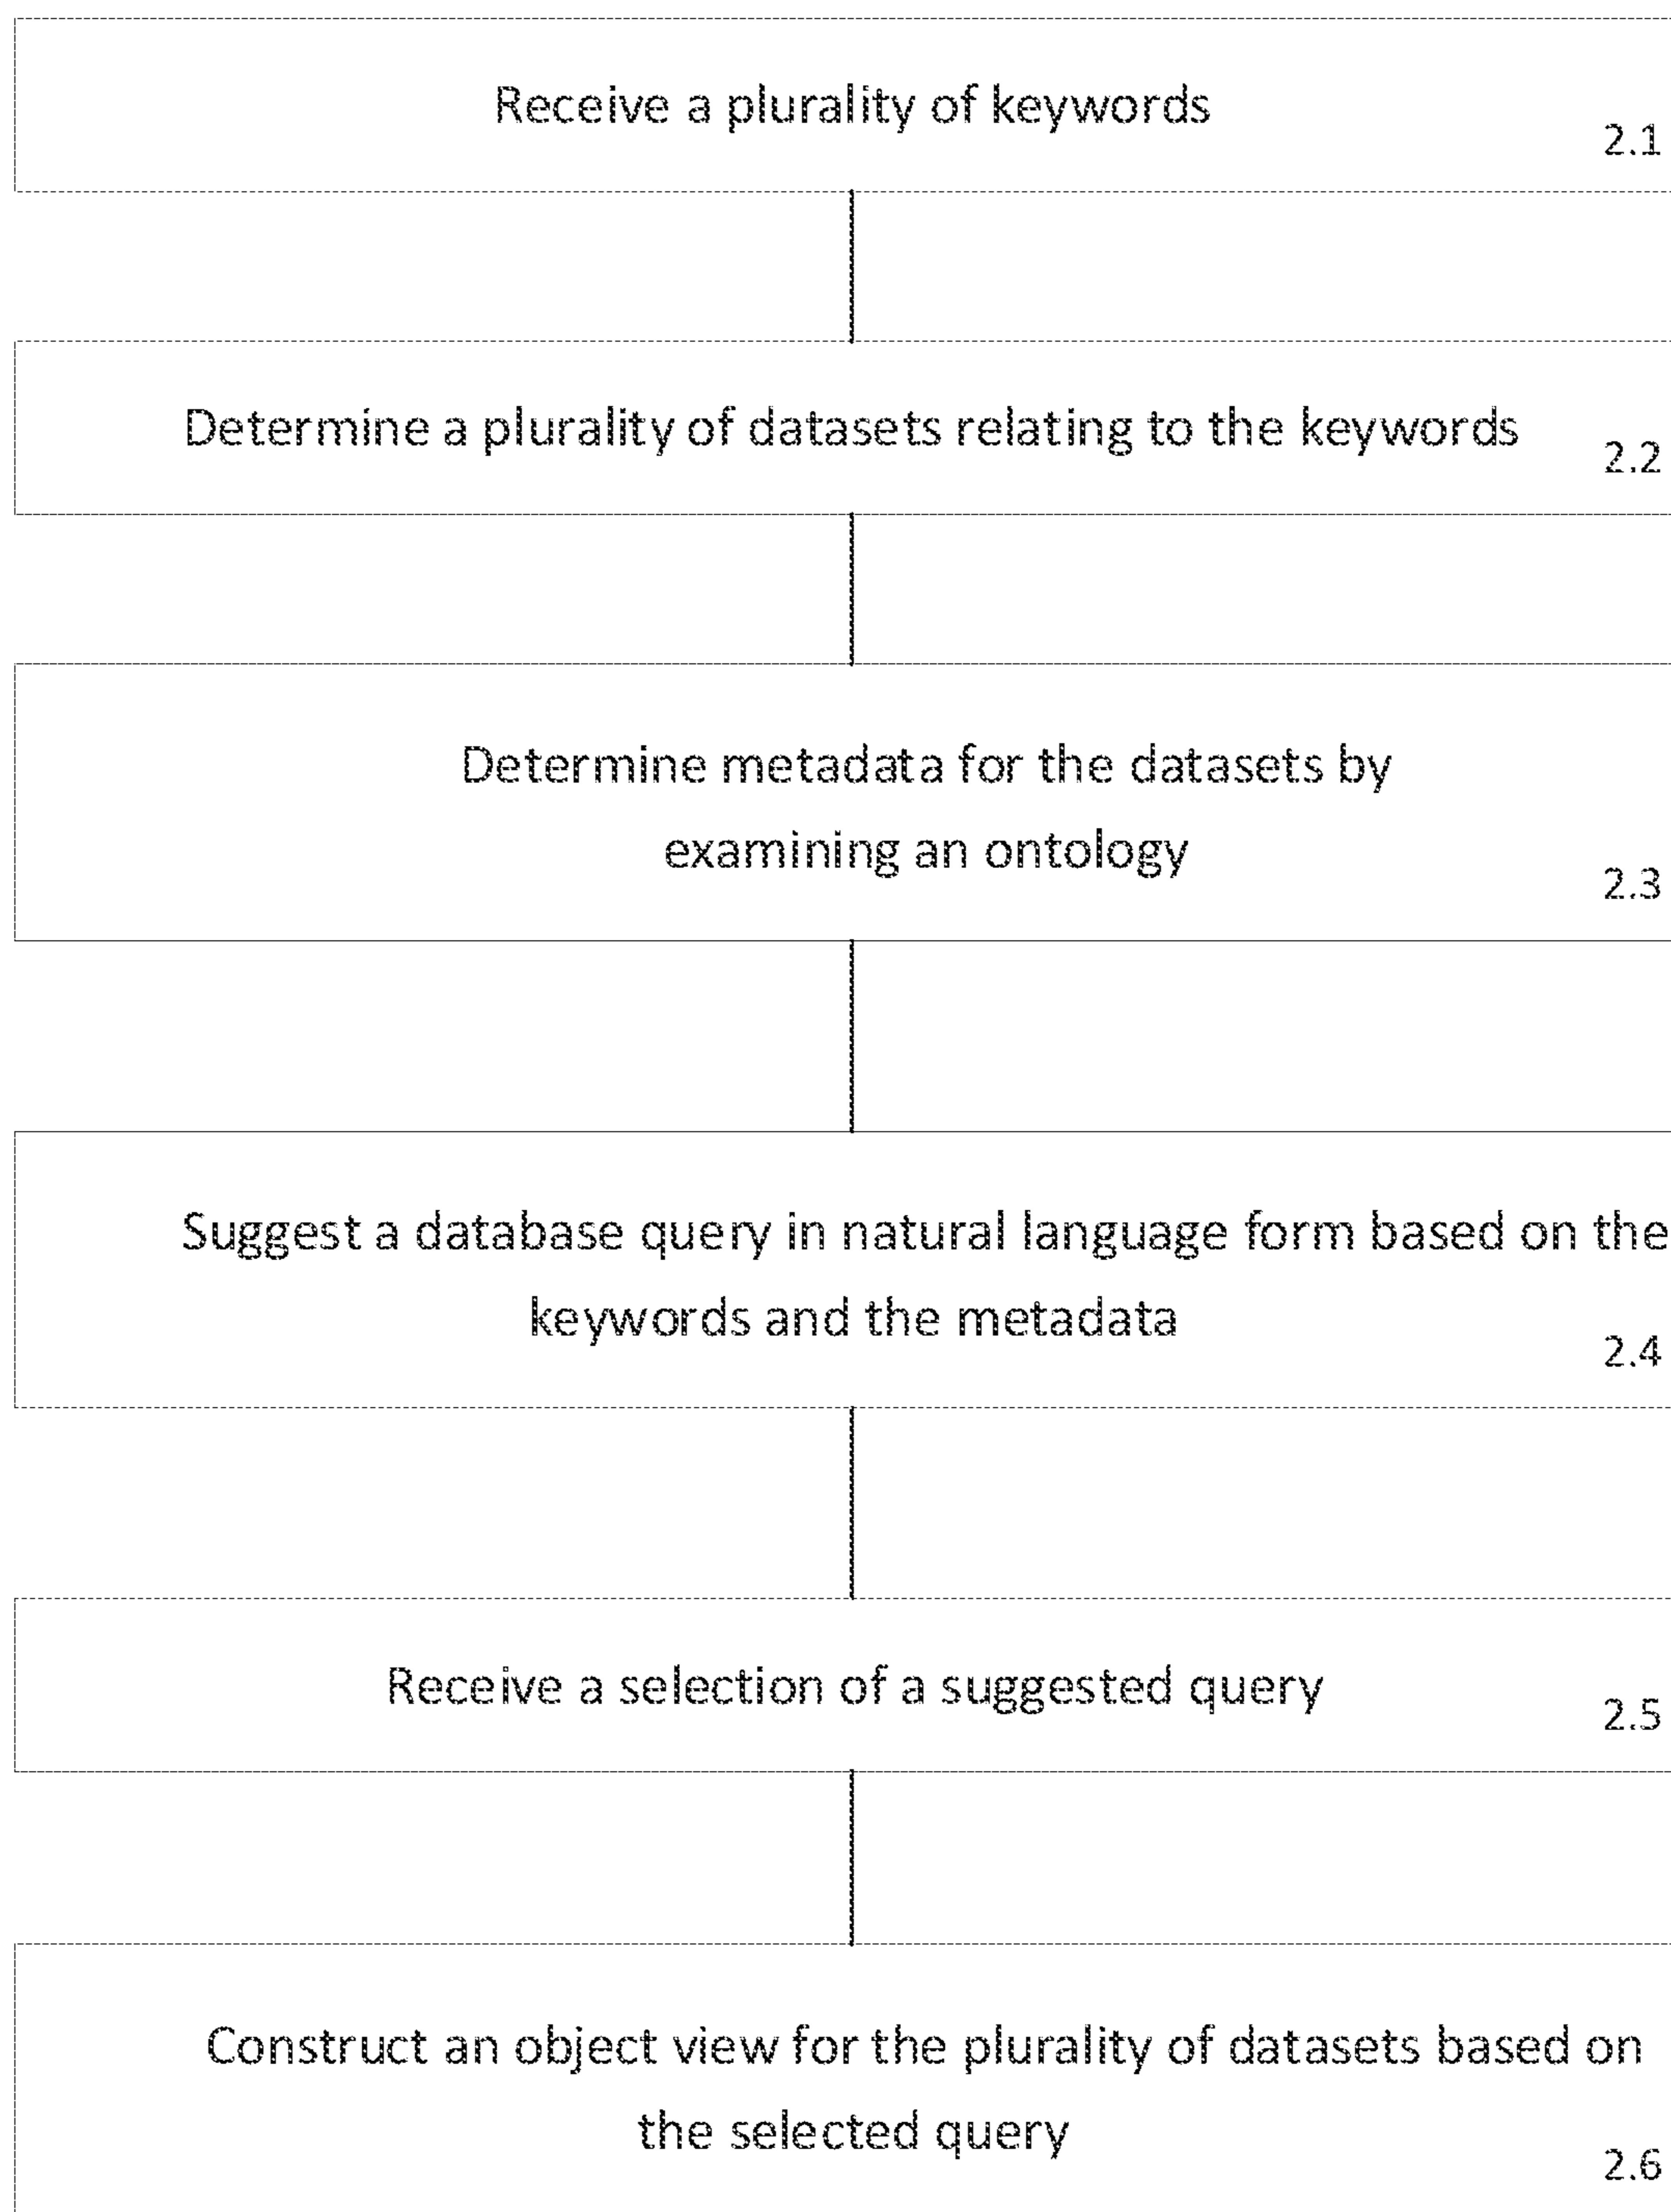 Receive a plurality of keywords
2.1
Determine a plurality of datasets relating to the keywords
2.2
Determine metadata for the datasets by
examining an ontology
2.3
Suggest a database query in natural language form based on the
keywords and the metadata
2.4
Receive a selection of a suggested query
2.5
Construct an object view for the plurality of datasets based on
the selected query
2.6